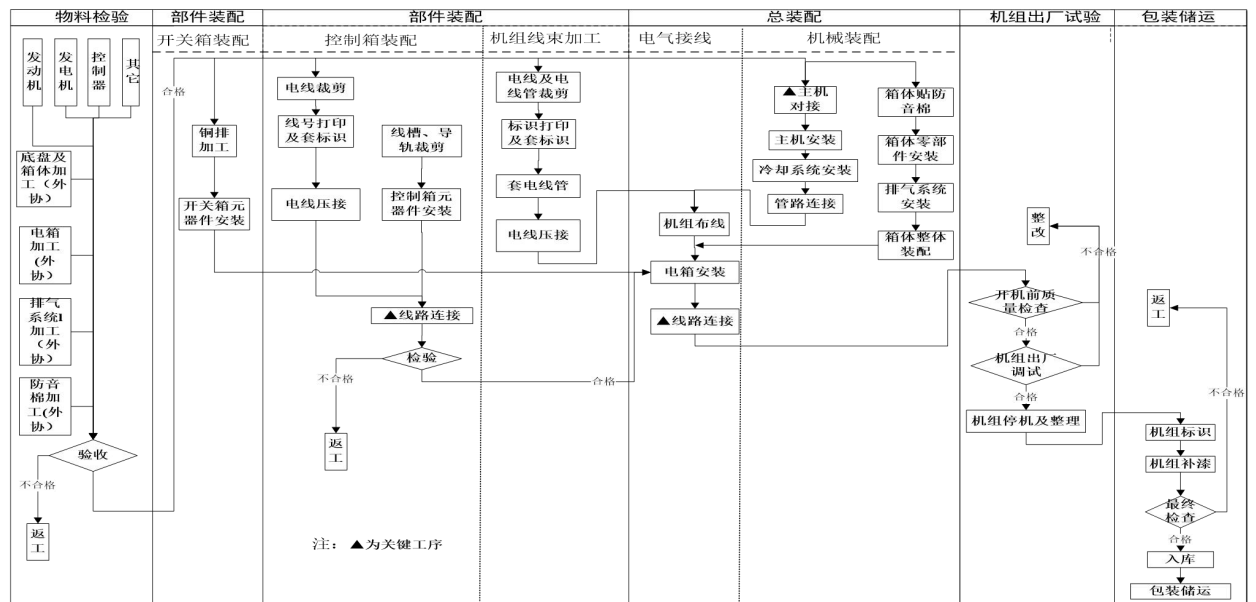 物料检验
部件装配
部件装配
总装配
机组出厂试验
包装储运
开关箱装配
控制箱装配
机组线束加工
电气接线
机械装配
发动机
发电机
控制器
其它
底盘及
箱体加
工（外
协）
电箱
加工
(外
协)
排气
系统l
加工
（外
协）
防音
棉加
工(外
协）
验收
不合格
返工
合格
铜排
加工
开关箱元
器件安装
电线裁剪
线号打印
及套标识
电线压接
线槽、导
轨裁剪
控制箱元
器件安装
▲线路连接
检验
不合格
返工
合格
电线及电
线管裁剪
标识打印
及套标识
套电线管
电线压接
机组布线
电箱安装
▲线路连接
▲主机
对接
主机安装
冷却系统安装
管路连接
箱体贴防
音棉
箱体零部
件安装
排气系统
安装
箱体整体
装配
整改
不合格
开机前质
量检查
合格
机组出厂
调试
合格
机组停机及整理
返工
不合格
机组标识
机组补漆
最终
检查
合格
入库
包装储运
注：▲为关键工序